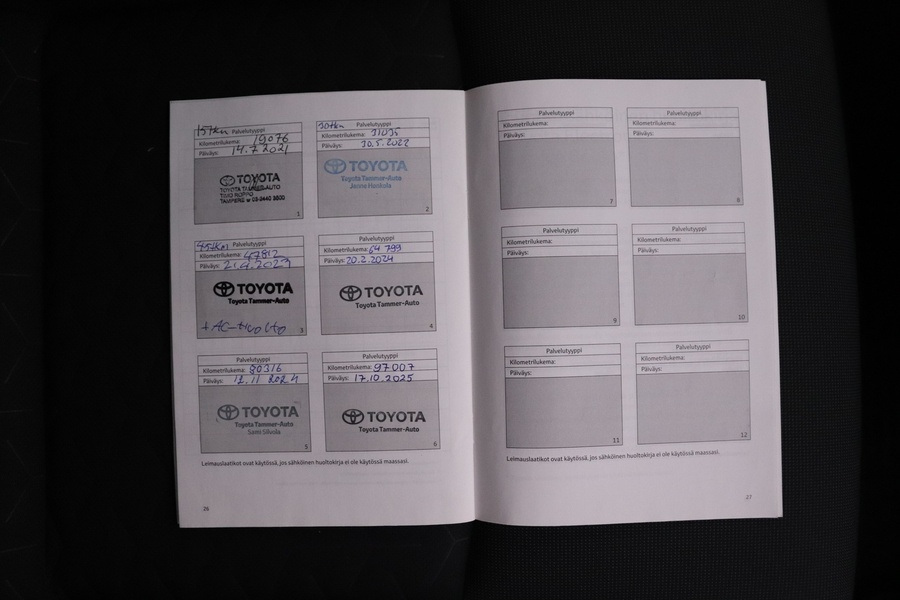 15tkm Palvelutyyppi
Kilometrilukema: 19076
Päiväys: 14.7.2021
TOYOTA
TOYOTA TAMMER-AUTO
TIMO
TAMPERE
1
30tkm Palvelutyyppi
Kilometrilukema: 31035
Päiväys: 30.5.2022
TOYOTA
Toyota Tammer-Auto
2
45tkm Palvelutyyppi
Kilometrilukema: 47812
Päiväys:
TOYOTA
Toyota Tammer-Auto
+ AC-huolto
3
Palvelutyyppi
Kilometrilukema: 64 799
Päiväys: 20.2.2024
TOYOTA
Toyota Tammer-Auto
4
Palvelutyyppi
Kilometrilukema: 80316
Päiväys: 12.11 2024
TOYOTA
Toyota Tammer-Auto
Sami Silvola
5
Palvelutyyppi
Kilometrilukema: 97007
Päiväys: 17.10.2025
TOYOTA
Toyota Tammer-Auto
6
Leimauslaatikot ovat käytössä, jos sähköinen huoltokirja ei ole käytössä maassasi.
26
Palvelutyyppi
Kilometrilukema:
Päiväys:
7
Palvelutyyppi
Kilometrilukema:
Päiväys:
8
Palvelutyyppi
Kilometrilukema:
Päiväys:
9
Palvelutyyppi
Kilometrilukema:
Päiväys:
10
Palvelutyyppi
Kilometrilukema:
Päiväys:
11
Palvelutyyppi
Kilometrilukema:
Päiväys:
12
Leimauslaatikot ovat käytössä, jos sähköinen huoltokirja ei ole käytössä maassasi.
27